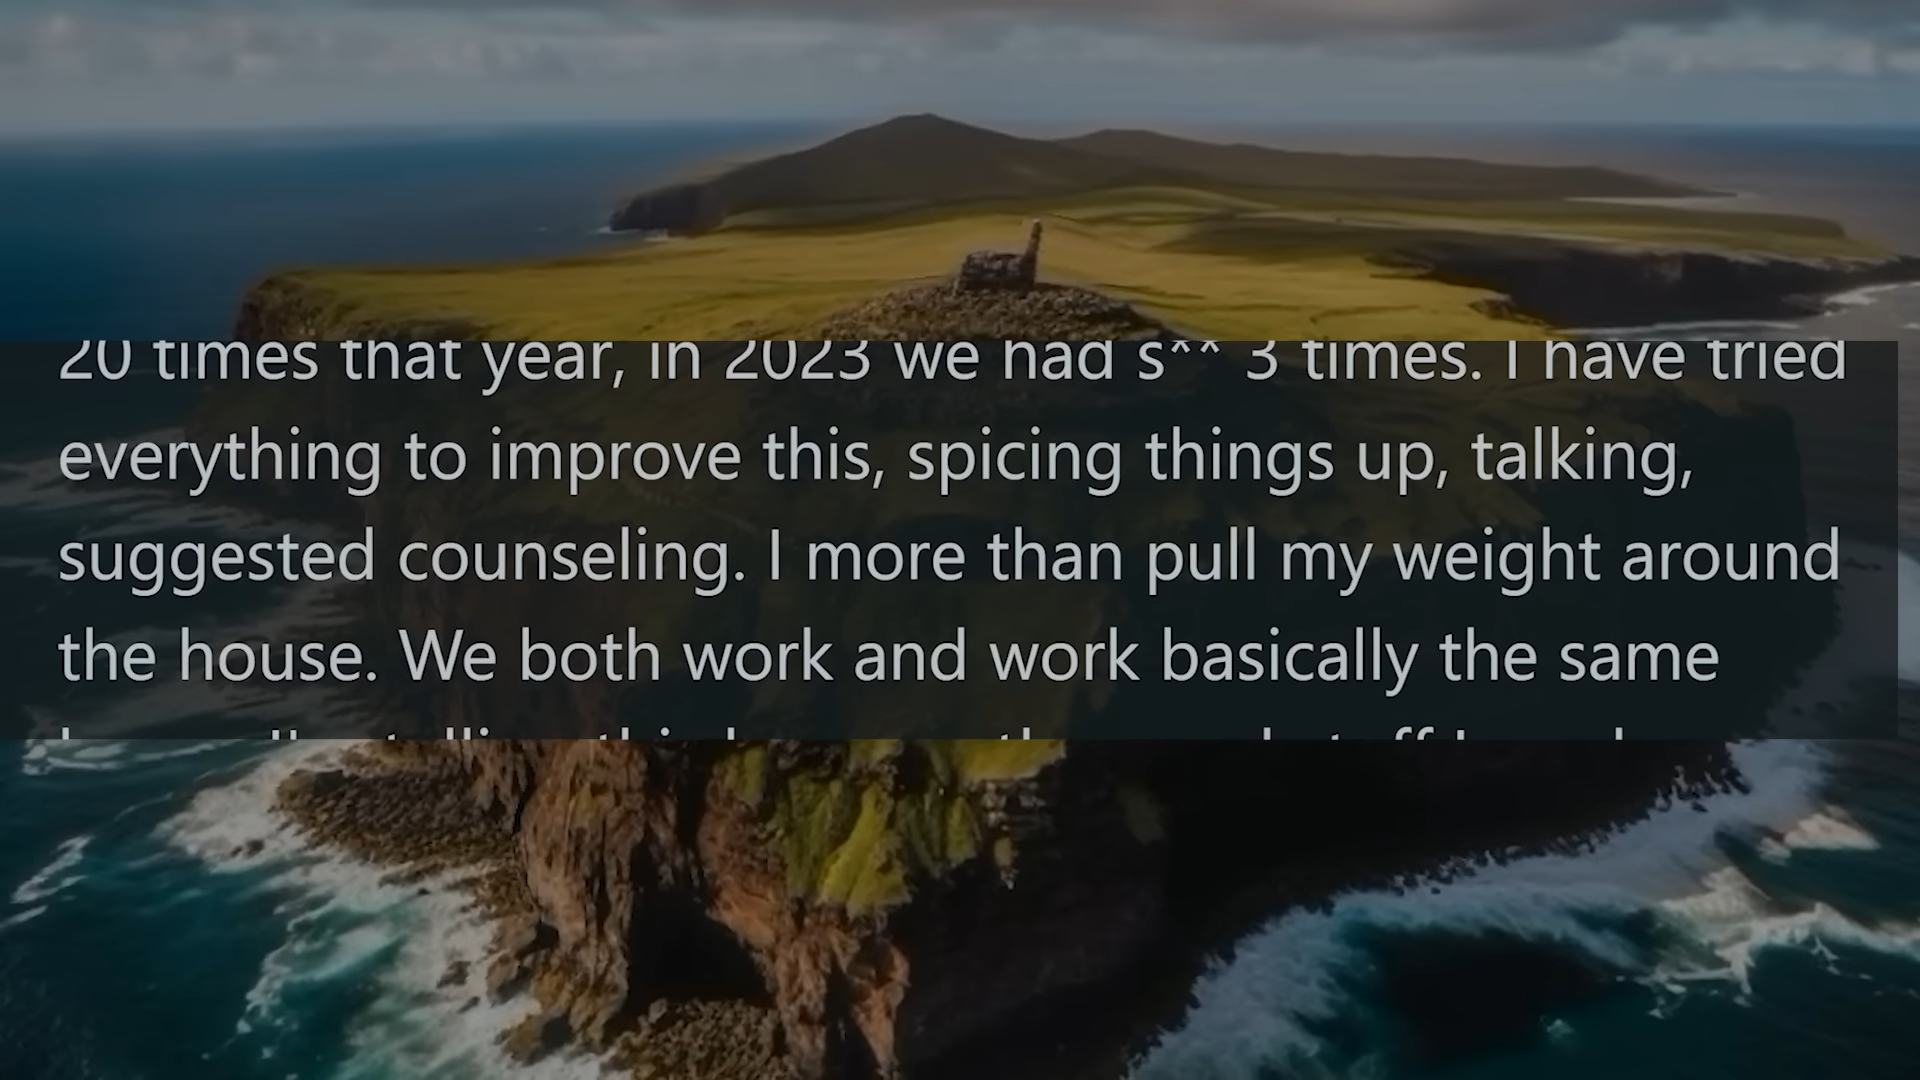 20 times that year, in 2023 we had s** 3 times. I have tried
everything to improve this, spicing things up, talking,
suggested counseling. I more than pull my weight around
the house. We both work and work basically the same